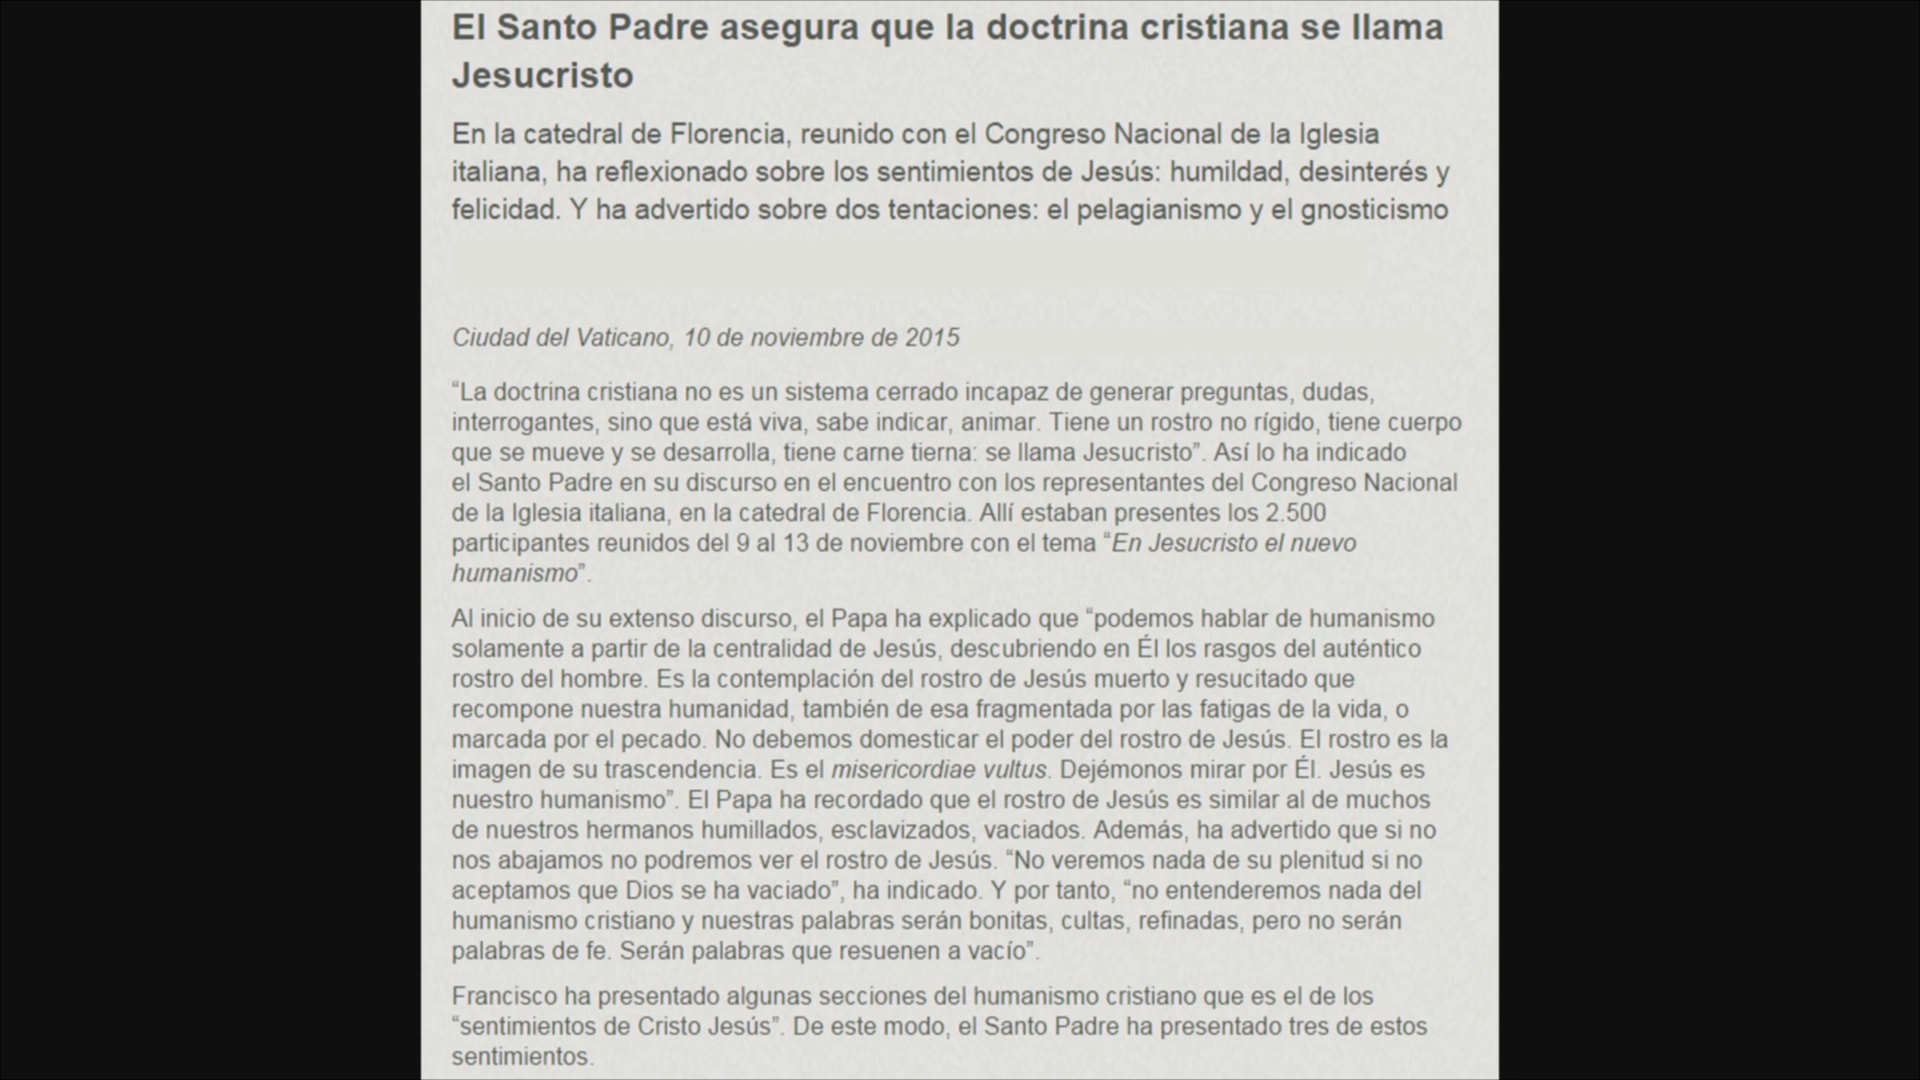 El Santo Padre asegura que la doctrina cristiana se llama
Jesucristo
En la catedral de Florencia, reunido con el Congreso Nacional de la Iglesia
italiana, ha reflexionado sobre los sentimientos de Jesús: humildad, desinterés y
felicidad. Y ha advertido sobre dos tentaciones: el pelagianismo y el gnosticismo
Ciudad del Vaticano, 10 de noviembre de 2015
“La doctrina cristiana no es un sistema cerrado incapaz de generar preguntas, dudas,
interrogantes, sino que está viva, sabe indicar, animar. Tiene un rostro no rígido, tiene cuerpo
que se mueve y se desarrolla, tiene carne tierna: se llama Jesucristo”. Así lo ha indicado
el Santo Padre en su discurso en el encuentro con los representantes del Congreso Nacional
de la Iglesia italiana, en la catedral de Florencia. Allí estaban presentes los 2.500
participantes reunidos del 9 al 13 de noviembre con el tema “En Jesucristo el nuevo
humanismo”.
Al inicio de su extenso discurso, el Papa ha explicado que “podemos hablar de humanismo
solamente a partir de la centralidad de Jesús, descubriendo en Él los rasgos del auténtico
rostro del hombre. Es la contemplación del rostro de Jesús muerto y resucitado que
recompone nuestra humanidad, también de esa fragmentada por las fatigas de la vida, o
marcada por el pecado. No debemos domesticar el poder del rostro de Jesús. El rostro es la
imagen de su trascendencia. Es el misericordiae vultus. Dejémonos mirar por Él. Jesús es
nuestro humanismo”. El Papa ha recordado que el rostro de Jesús es similar al de muchos
de nuestros hermanos humillados, esclavizados, vaciados. Además, ha advertido que si no
nos abajamos no podremos ver el rostro de Jesús. “No veremos nada de su plenitud si no
aceptamos que Dios se ha vaciado”, ha indicado. Y por tanto, “no entenderemos nada del
humanismo cristiano y nuestras palabras serán bonitas, cultas, refinadas, pero no serán
palabras de fe. Serán palabras que resuenen a vacío”.
Francisco ha presentado algunas secciones del humanismo cristiano que es el de los
“sentimientos de Cristo Jesús”. De este modo, el Santo Padre ha presentado tres de estos
sentimientos.